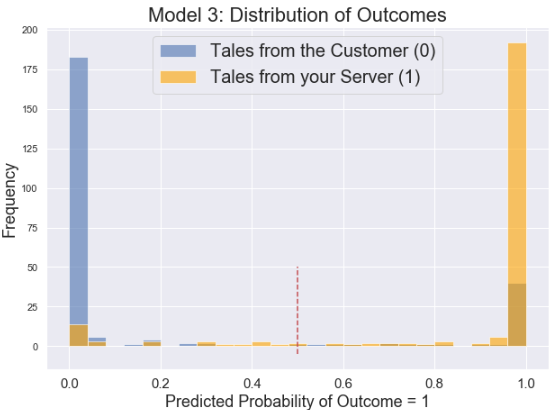 Model 3: Distribution of Outcomes
Tales from the Customer (0)
Tales from your Server (1)
Frequency
200
175
150
125
100
75
50
25
0
0.0 0.2 0.4 0.6 0.8 1.0
Predicted Probability of Outcome = 1